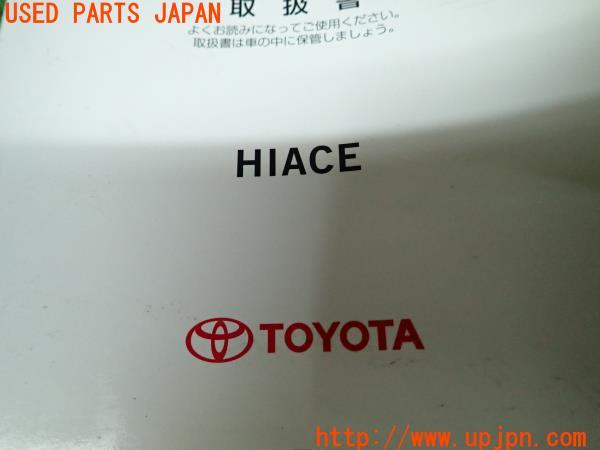 USED PARTS JAPAN
取扱書
よくお読みになってご使用ください。
取扱書は車の中に保管しましょう。
HIACE
TOYOTA
http://www.upjpn.com/